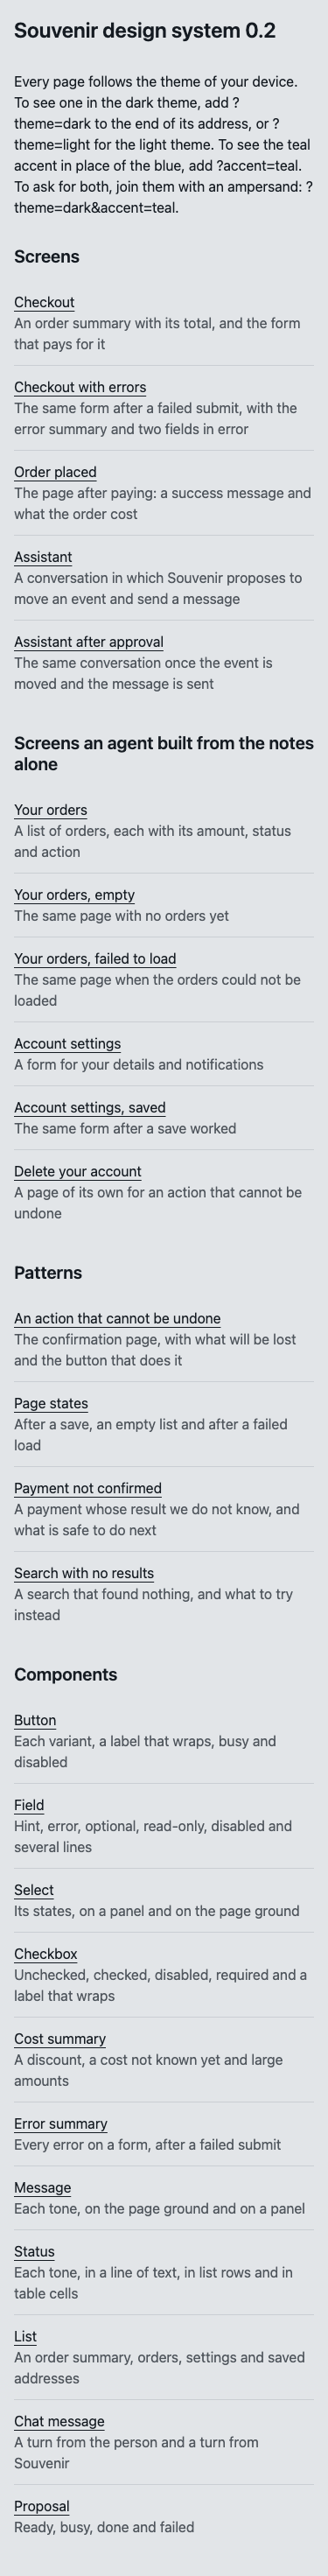 Souvenir design system 0.2
Every page follows the theme of your device.
To see one in the dark theme, add ?
theme=dark to the end of its address, or ?
theme=light for the light theme. To see the teal
accent in place of the blue, add ?accent=teal.
To ask for both, join them with an ampersand: ?
theme=dark&accent=teal.
Screens
Checkout
An order summary with its total, and the form
that pays for it
Checkout with errors
The same form after a failed submit, with the
error summary and two fields in error
Order placed
The page after paying: a success message and
what the order cost
Assistant
A conversation in which Souvenir proposes to
move an event and send a message
Assistant after approval
The same conversation once the event is
moved and the message is sent
Screens an agent built from the notes
alone
Your orders
A list of orders, each with its amount, status
and action
Your orders, empty
The same page with no orders yet
Your orders, failed to load
The same page when the orders could not be
loaded
Account settings
A form for your details and notifications
Account settings, saved
The same form after a save worked
Delete your account
A page of its own for an action that cannot be
undone
Patterns
An action that cannot be undone
The confirmation page, with what will be lost
and the button that does it
Page states
After a save, an empty list and after a failed
load
Payment not confirmed
A payment whose result we do not know, and
what is safe to do next
Search with no results
A search that found nothing, and what to try
instead
Components
Button
Each variant, a label that wraps, busy and
disabled
Field
Hint, error, optional, read-only, disabled and
several lines
Select
Its states, on a panel and on the page ground
Checkbox
Unchecked, checked, disabled, required and a
label that wraps
Cost summary
A discount, a cost not known yet and large
amounts
Error summary
Every error on a form, after a failed submit
Message
Each tone, on the page ground and on a panel
Status
Each tone, in a line of text, in list rows and in
table cells
List
An order summary, orders, settings and saved
addresses
Chat message
A turn from the person and a turn from
Souvenir
Proposal
Ready, busy, done and failed